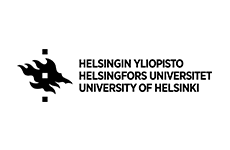 HELSINGIN YLIOPISTO
HELSINGFORS UNIVERSITET
UNIVERSITY OF HELSINKI